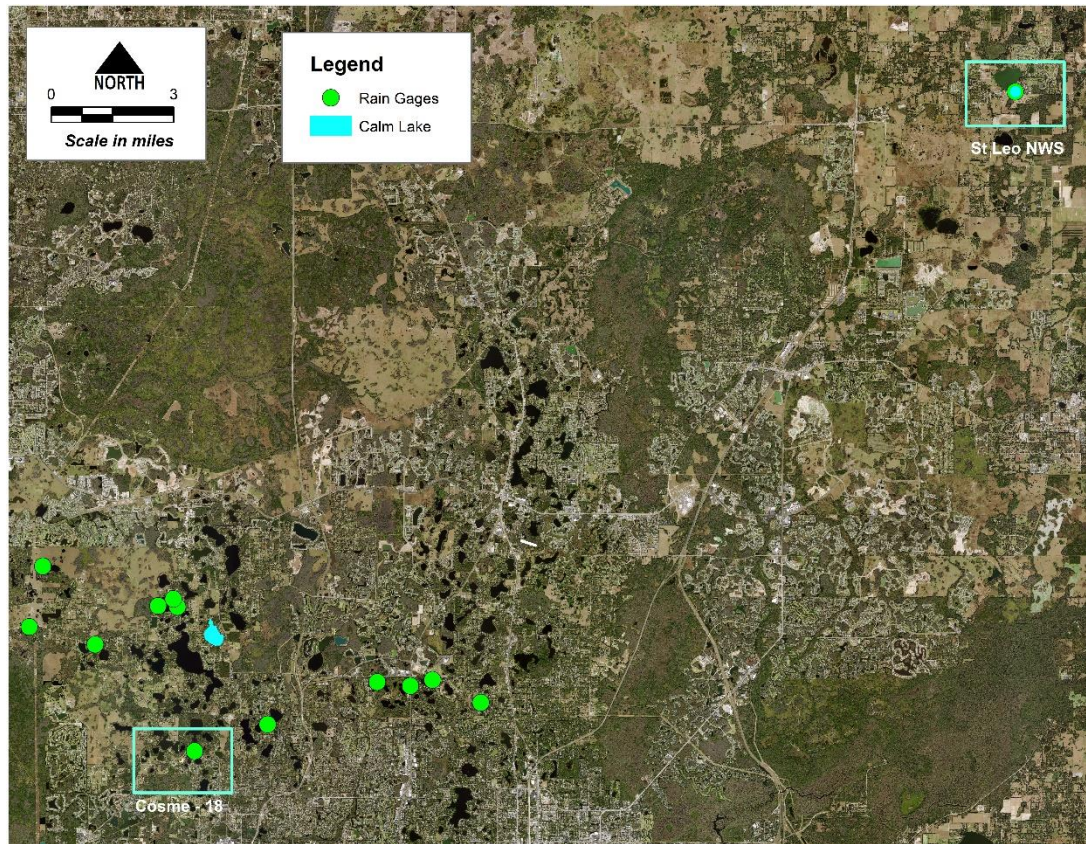 NORTH
0 3
Scale in miles
Legend
Rain Gages
Calm Lake
St Leo NWS
Cosme - 18